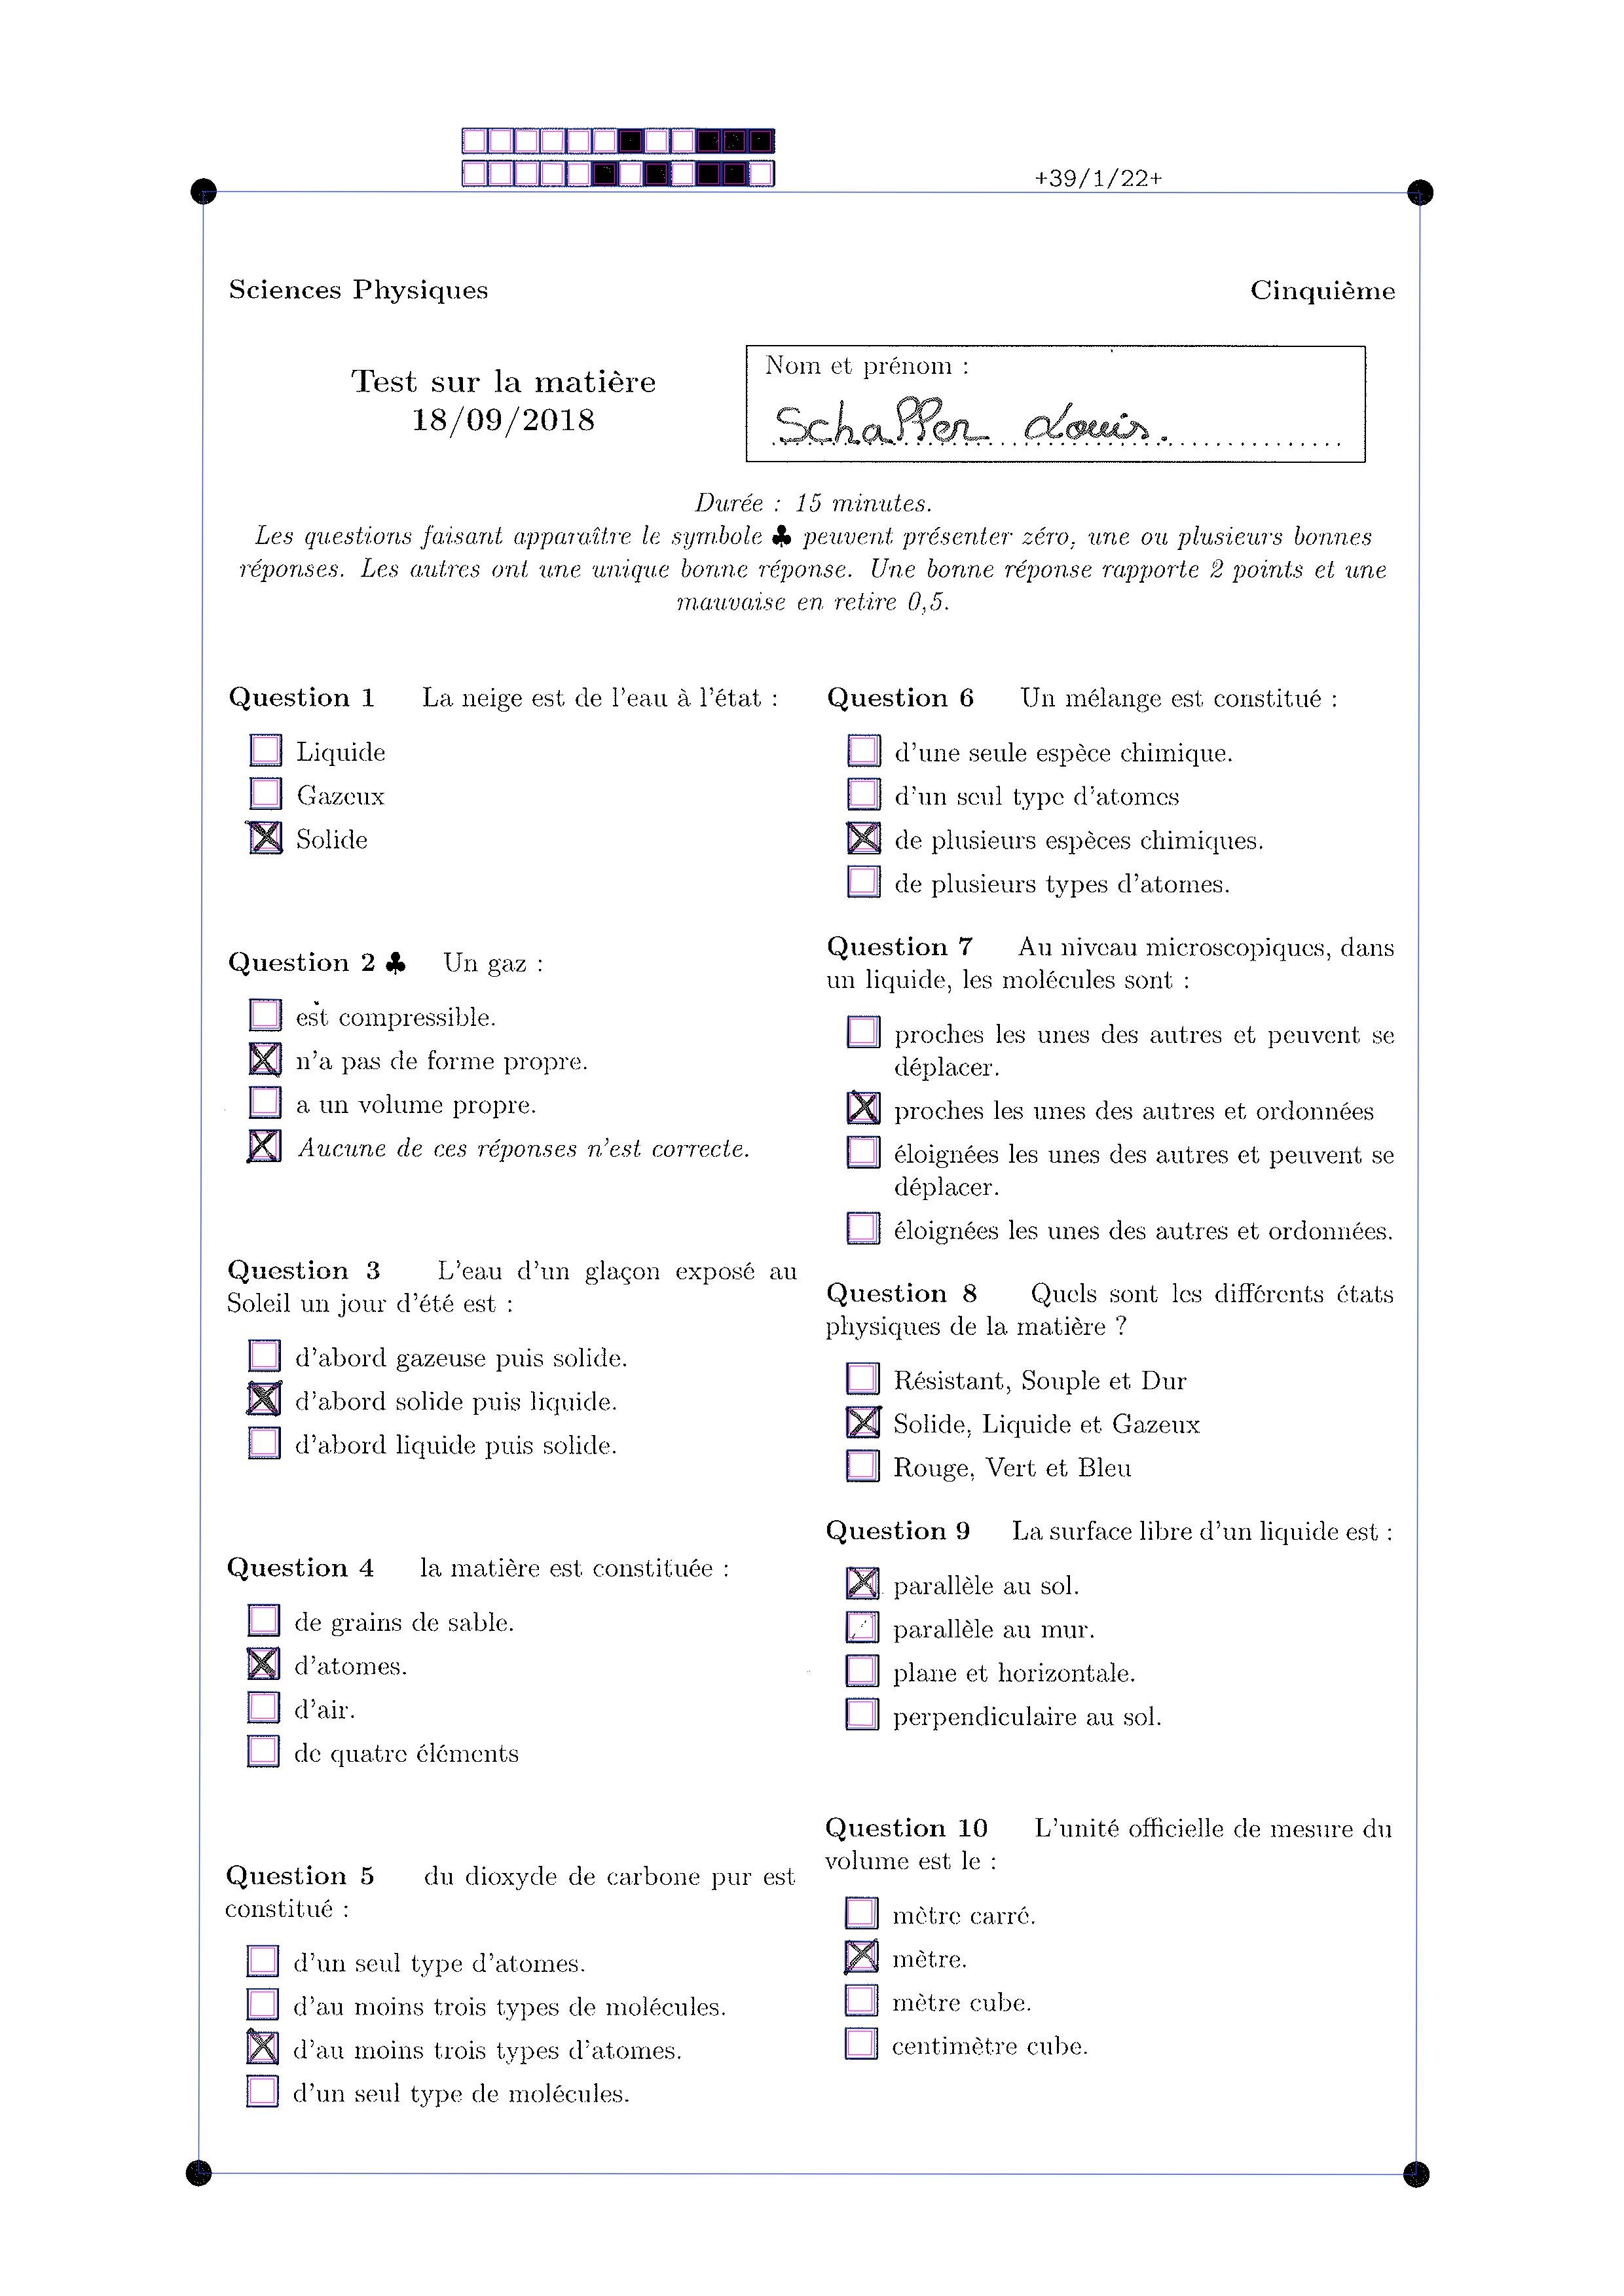 +39/1/22+
Sciences Physiques
Cinquième
Test sur la matière
18/09/2018
Nom et prénom :
Schaffer Louis.
Durée : 15 minutes.
Les questions faisant apparaître le symbole ♣ peuvent présenter zéro, une ou plusieurs bonnes
réponses. Les autres ont une unique bonne réponse. Une bonne réponse rapporte 2 points et une
mauvaise en retire 0,5.
Question 1 La neige est de l'eau à l'état :
Liquide
Gazeux
Solide
Question 2 ♣ Un gaz :
est compressible.
n'a pas de forme propre.
a un volume propre.
Aucune de ces réponses n'est correcte.
Question 3 L'eau d'un glaçon exposé au
Soleil un jour d'été est :
d'abord gazeuse puis solide.
d'abord solide puis liquide.
d'abord liquide puis solide.
Question 4 la matière est constituée :
de grains de sable.
d'atomes.
d'air.
de quatre éléments
Question 5 du dioxyde de carbone pur est
constitué :
d'un seul type d'atomes.
d'au moins trois types de molécules.
d'au moins trois types d'atomes.
d'un seul type de molécules.
Question 6 Un mélange est constitué :
d'une seule espèce chimique.
d'un seul type d'atomes
de plusieurs espèces chimiques.
de plusieurs types d'atomes.
Question 7 Au niveau microscopiques, dans
un liquide, les molécules sont :
proches les unes des autres et peuvent se
déplacer.
proches les unes des autres et ordonnées
éloignées les unes des autres et peuvent se
déplacer.
éloignées les unes des autres et ordonnées.
Question 8 Quels sont les différents états
physiques de la matière ?
Résistant, Souple et Dur
Solide, Liquide et Gazeux
Rouge, Vert et Bleu
Question 9 La surface libre d'un liquide est :
parallèle au sol.
parallèle au mur.
plane et horizontale.
perpendiculaire au sol.
Question 10 L'unité officielle de mesure du
volume est le :
mètre carré.
mètre.
mètre cube.
centimètre cube.